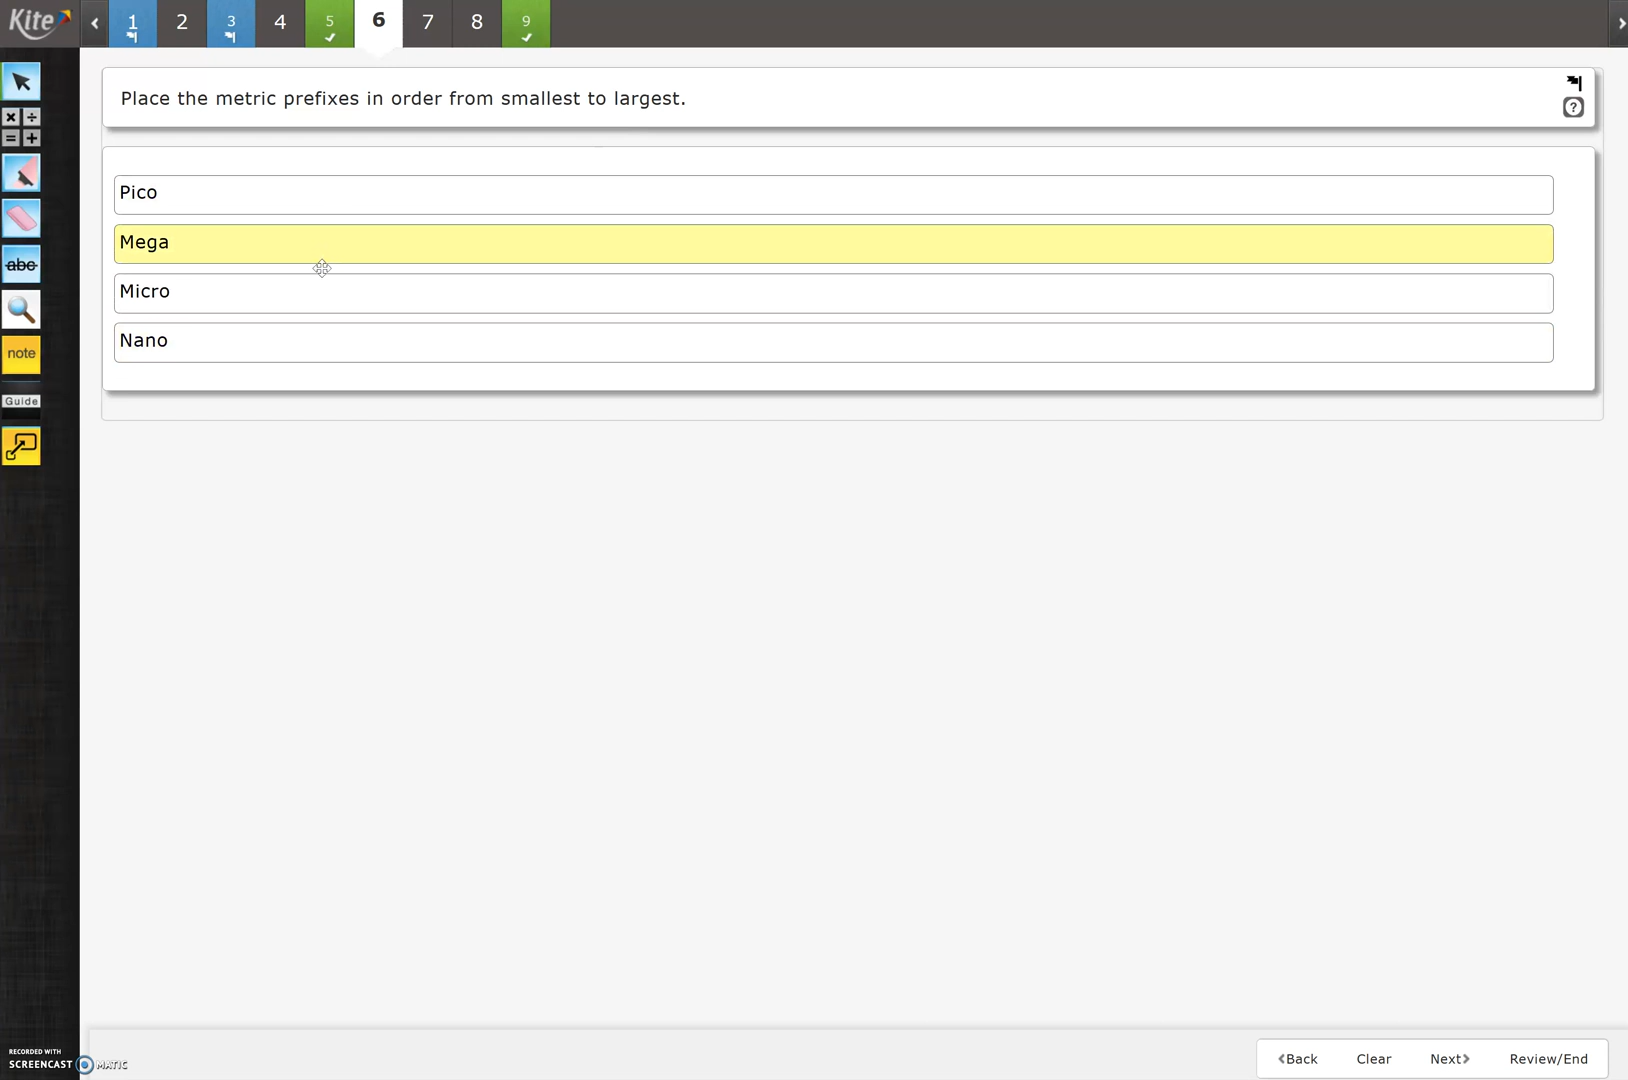 Kite
1
2
3
4
5
6
7
8
9
Place the metric prefixes in order from smallest to largest.
?
Pico
Mega
Micro
Nano
abc
note
Guide
Back
Clear
Next
Review/End
RECORDED WITH
SCREENCAST MATIC